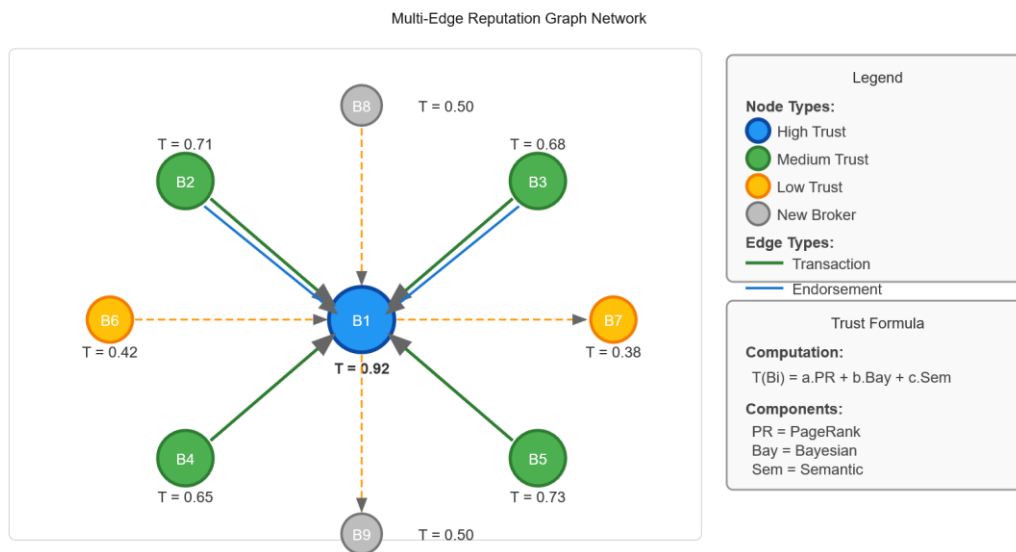 Multi-Edge Reputation Graph Network
B8
T = 0.50
T = 0.71
T = 0.68
B2
B3
B6
B1
B7
T = 0.42
T = 0.92
T = 0.38
B4
B5
T = 0.65
T = 0.73
B9
T = 0.50
Legend
Node Types:
High Trust
Medium Trust
Low Trust
New Broker
Edge Types:
Transaction
Endorsement
Trust Formula
Computation:
T(Bi) = a.PR + b.Bay + c.Sem
Components:
PR = PageRank
Bay = Bayesian
Sem = Semantic